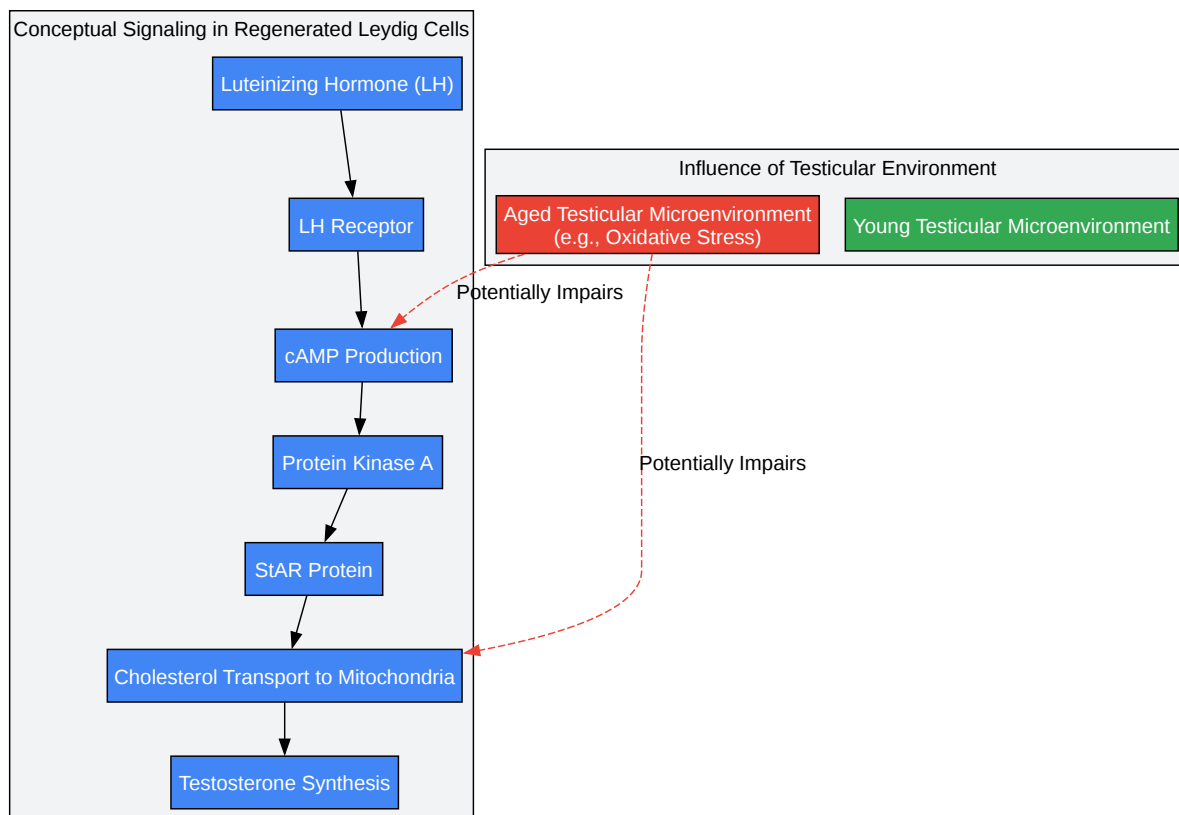 Conceptual Signaling in Regenerated Leydig Cells
Luteinizing Hormone (LH)
LH Receptor
cAMP Production
Protein Kinase A
StAR Protein
Cholesterol Transport to Mitochondria
Testosterone Synthesis
Influence of Testicular Environment
Aged Testicular Microenvironment
(e.g., Oxidative Stress)
Young Testicular Microenvironment
Potentially Impairs
Potentially Impairs